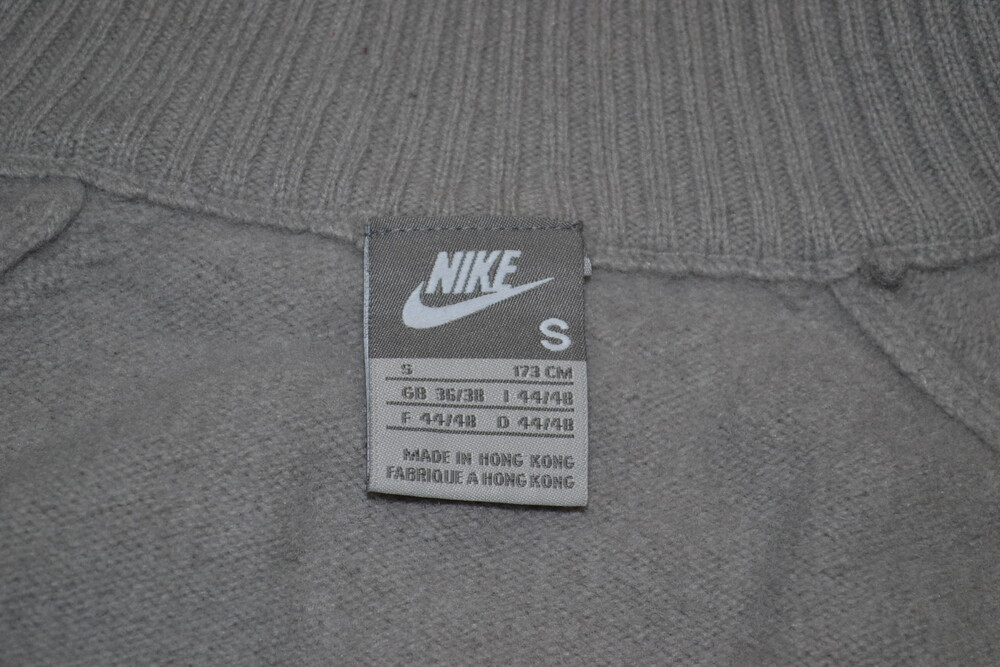 NIKE
S
S 173 CM
GB 36/38 I 44/48
F 44/48 D 44/48
MADE IN HONG KONG
FABRIQUE A HONG KONG